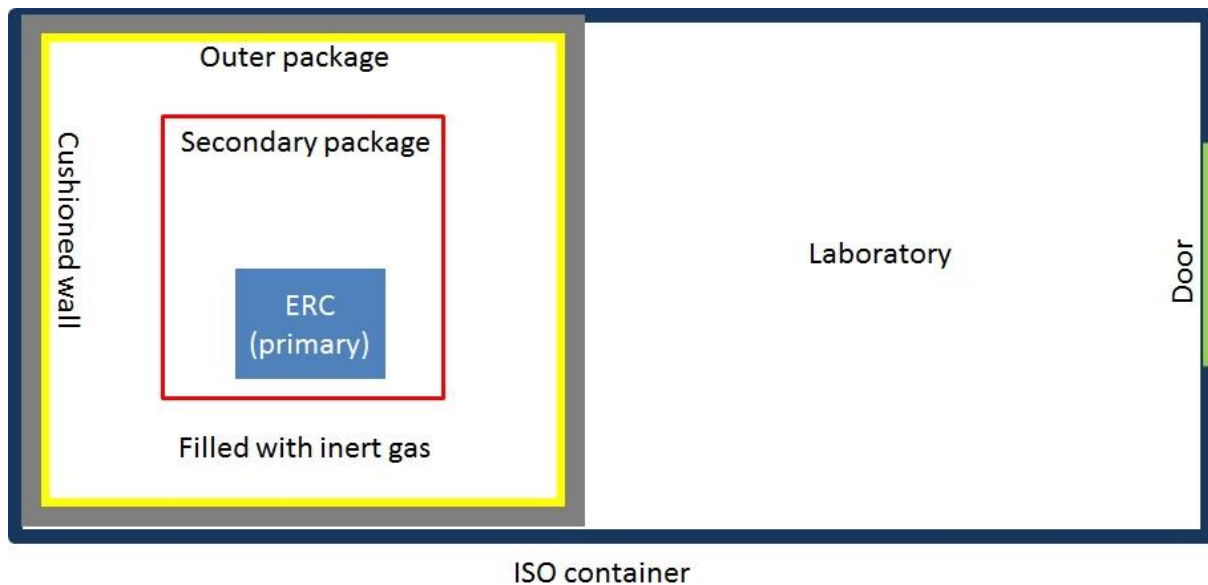 Outer package
Cushioned wall
Secondary package
ERC
(primary)
Filled with inert gas
Laboratory
Door
ISO container